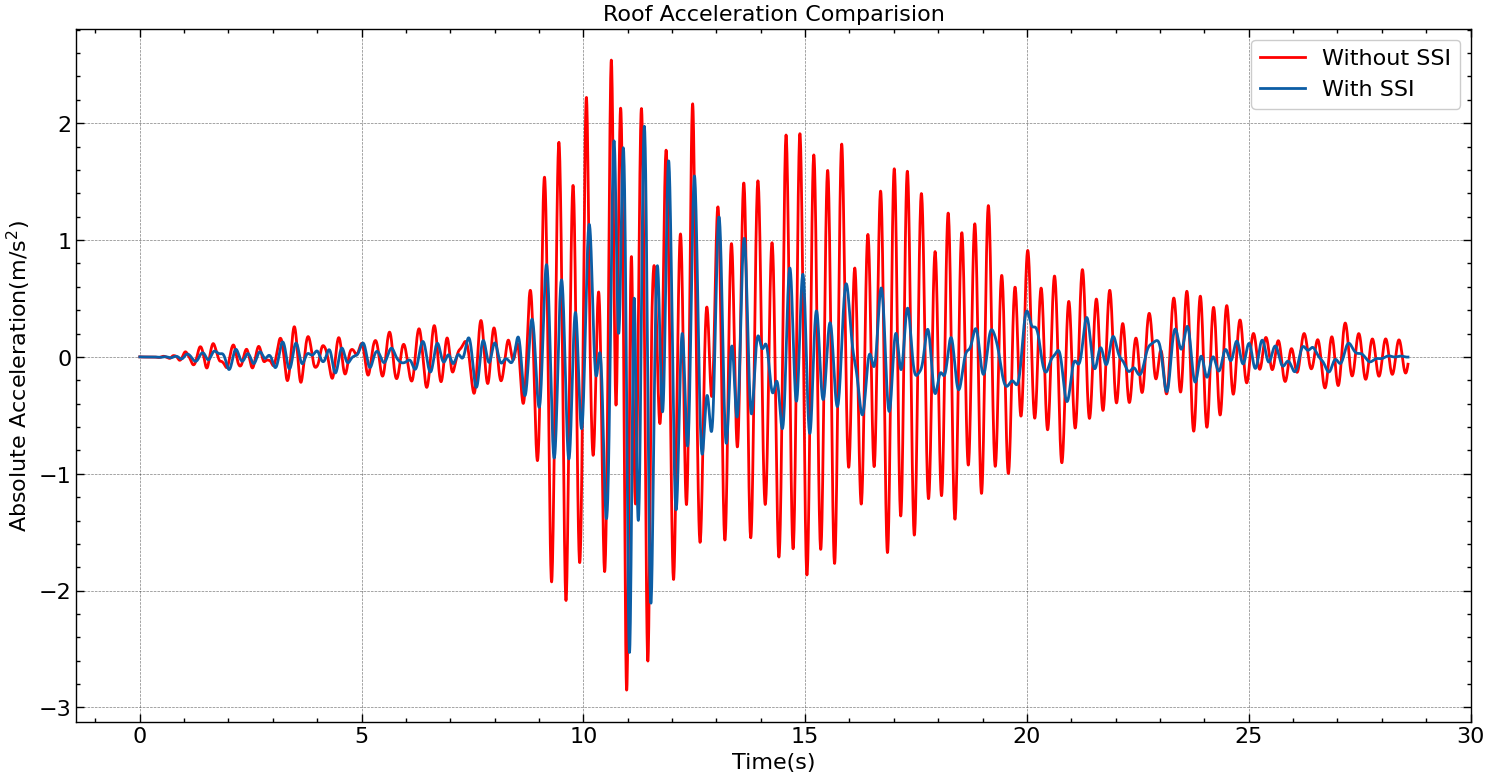 Roof Acceleration Comparision
Without SSI
With SSI
Absolute Acceleration(m/s²)
2
1
0
−1
−2
−3
0 5 10 15 20 25 30
Time(s)